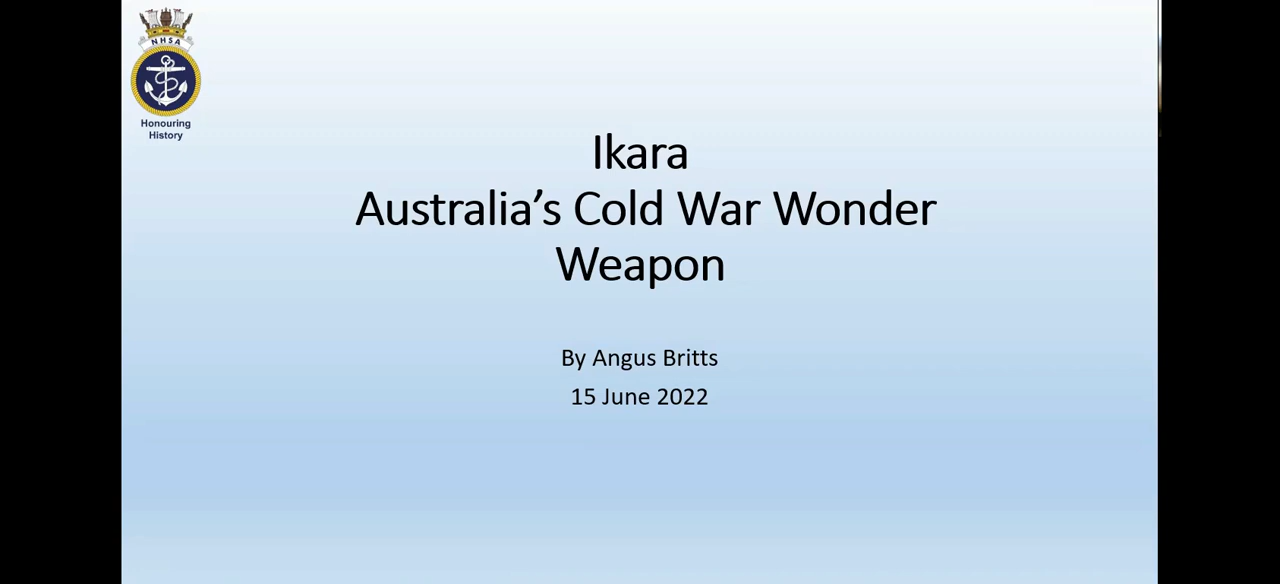 NHSA
Honouring
History
Ikara
Australia's Cold War Wonder
Weapon
By Angus Britts
15 June 2022